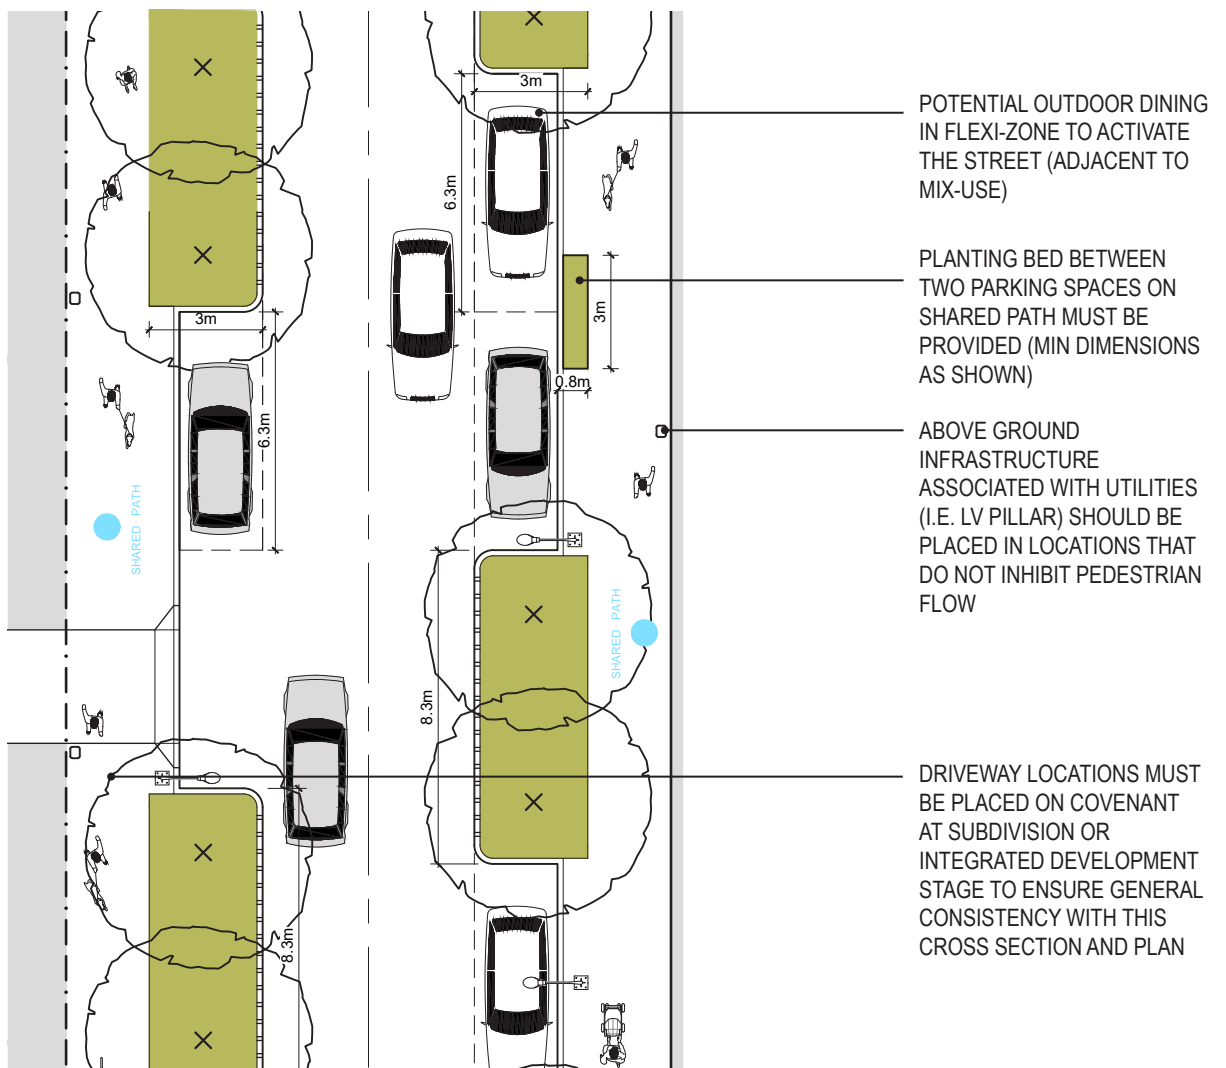 3m
POTENTIAL OUTDOOR DINING
IN FLEXI-ZONE TO ACTIVATE
THE STREET (ADJACENT TO
MIX-USE)
6.3m
PLANTING BED BETWEEN
TWO PARKING SPACES ON
SHARED PATH MUST BE
PROVIDED (MIN DIMENSIONS
AS SHOWN)
3m
3m
0.8m
6.3m
ABOVE GROUND
INFRASTRUCTURE
ASSOCIATED WITH UTILITIES
(I.E. LV PILLAR) SHOULD BE
PLACED IN LOCATIONS THAT
DO NOT INHIBIT PEDESTRIAN
FLOW
SHARED PATH
SHARED PATH
8.3m
DRIVEWAY LOCATIONS MUST
BE PLACED ON COVENANT
AT SUBDIVISION OR
INTEGRATED DEVELOPMENT
STAGE TO ENSURE GENERAL
CONSISTENCY WITH THIS
CROSS SECTION AND PLAN
8.3m